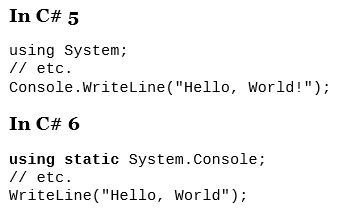 In C# 5
using System;
// etc.
Console.WriteLine("Hello, World!");
In C# 6
using static System.Console;
// etc.
WriteLine("Hello, World");